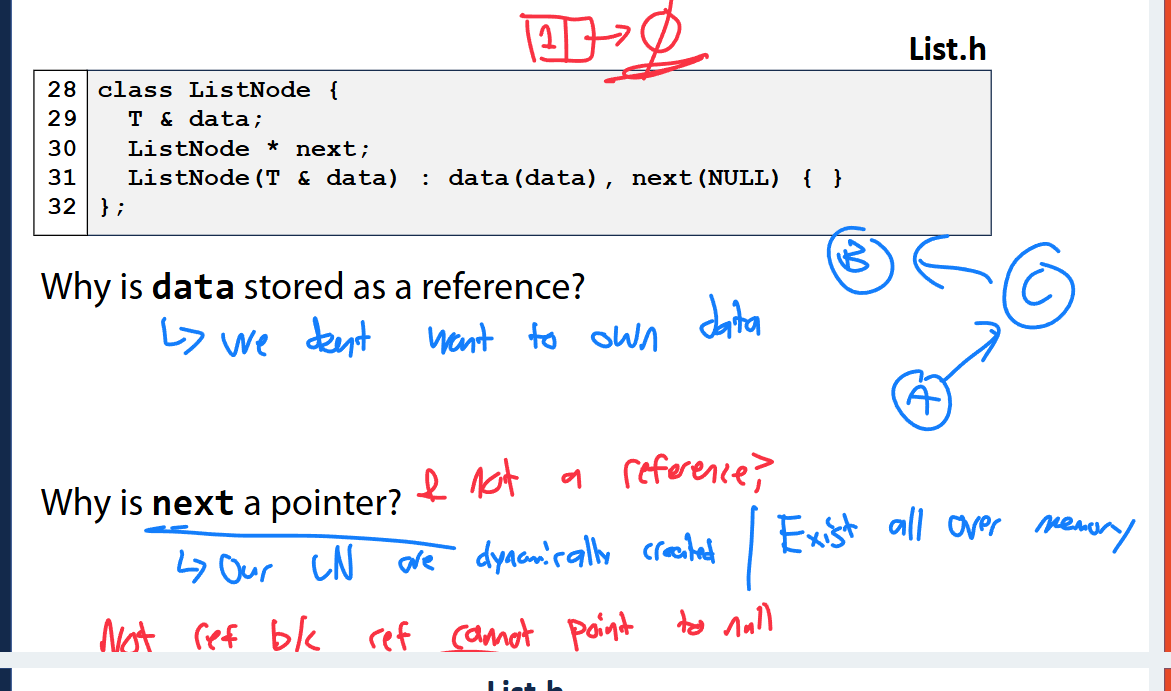 1 → ∅
List.h
28 class ListNode {
29 T & data;
30 ListNode * next;
31 ListNode(T & data) : data(data), next(NULL) { }
32 };
B
C
A
Why is data stored as a reference?
↳ We dont want to own data
Why is next a pointer? & Not a reference?
↳ Our LN are dynamically created | Exist all over memory
Not ref b/c ref cannot point to null
List.h